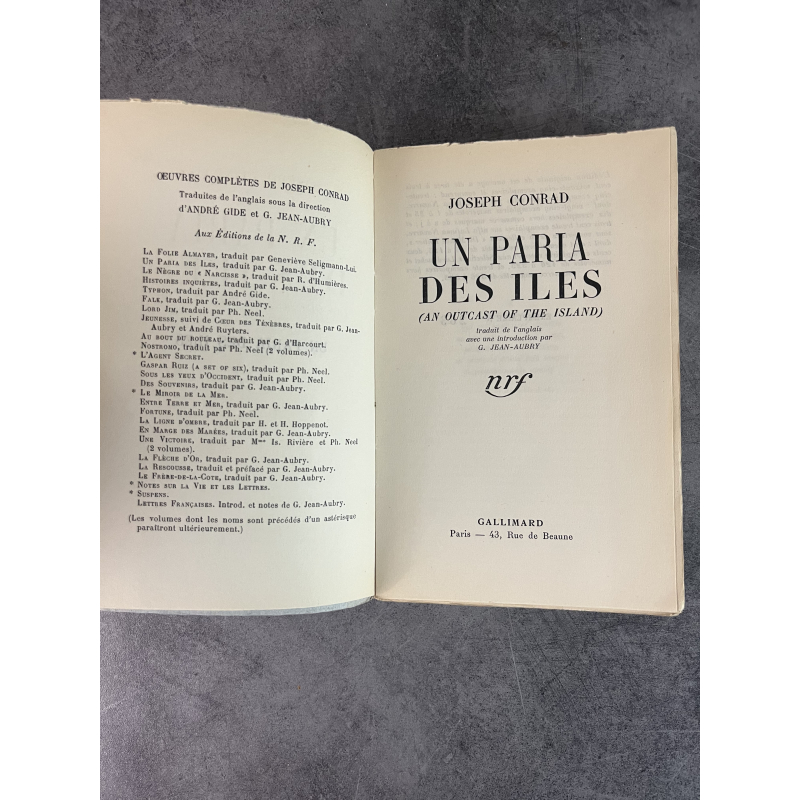 ŒUVRES COMPLÈTES DE JOSEPH CONRAD
Traduites de l'anglais sous la direction
d'ANDRÉ GIDE et G. JEAN-AUBRY
Aux Éditions de la N. R. F.
La Folie Almayer, traduit par Geneviève Seligmann-Lui.
Un Paria des Iles, traduit par G. Jean-Aubry.
Le Nègre du « Narcisse », traduit par R. d'Humières.
Histoires inquiètes, traduit par G. Jean-Aubry.
Typhon, traduit par André Gide.
Falk, traduit par G. Jean-Aubry.
Lord Jim, traduit par Ph. Neel.
Jeunesse, suivi de Cœur des Ténèbres, traduit par G. Jean-
Aubry et André Ruyters.
Au bout du rouleau, traduit par G. d'Harcourt.
Nostromo, traduit par Ph. Neel (2 volumes).
* L'Agent Secret.
Gaspar Ruiz (A set of six), traduit par Ph. Neel.
Sous les yeux d'Occident, traduit par Ph. Neel.
Des Souvenirs, traduit par G. Jean-Aubry.
* Le Miroir de la Mer.
Entre Terre et Mer, traduit par G. Jean-Aubry.
Fortune, traduit par Ph. Neel.
La Ligne d'ombre, traduit par H. et H. Hoppenot.
En Marge des Marées, traduit par G. Jean-Aubry.
Une Victoire, traduit par Mme Is. Rivière et Ph. Neel
(2 volumes).
La Flèche d'Or, traduit par G. Jean-Aubry.
La Rescousse, traduit et préfacé par G. Jean-Aubry.
Le Frère-de-la-Cote, traduit par G. Jean-Aubry.
* Notes sur la Vie et les Lettres.
* Suspens.
Lettres Françaises. Introd. et notes de G. Jean-Aubry.
(Les volumes dont les noms sont précédés d'un astérisque
paraîtront ultérieurement.)
JOSEPH CONRAD
UN PARIA
DES ILES
(AN OUTCAST OF THE ISLAND)
traduit de l'anglais
avec une introduction par
G. JEAN-AUBRY
nrf
GALLIMARD
Paris — 43, Rue de Beaune